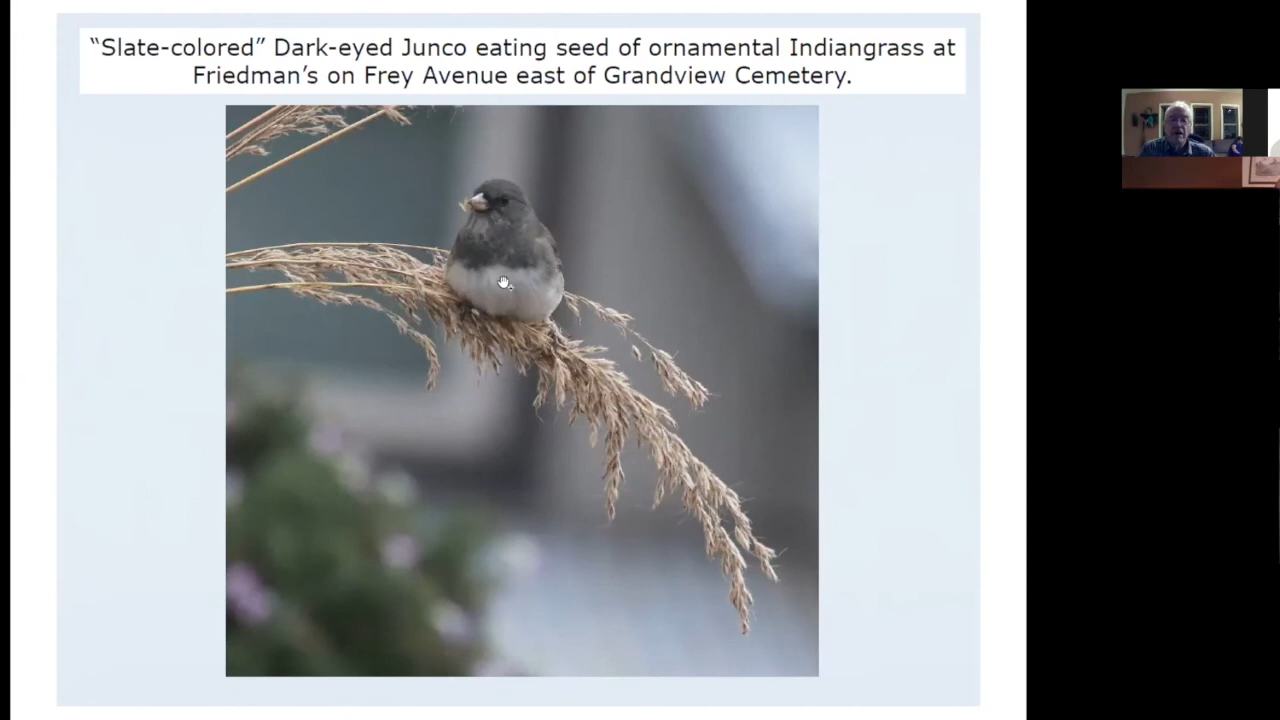 “Slate-colored” Dark-eyed Junco eating seed of ornamental Indiangrass at
Friedman’s on Frey Avenue east of Grandview Cemetery.